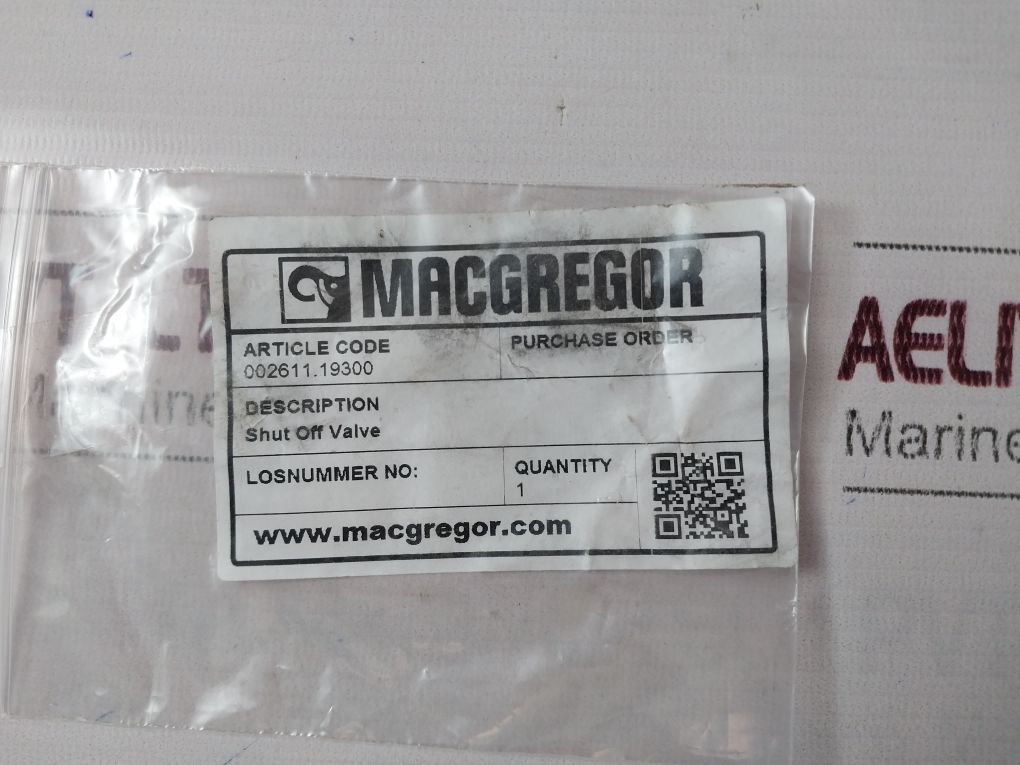 MACGREGOR
ARTICLE CODE
002611.19300
PURCHASE ORDER
DESCRIPTION
Shut Off Valve
LOSNUMMER NO:
QUANTITY
1
www.macgregor.com
AELI
Marine